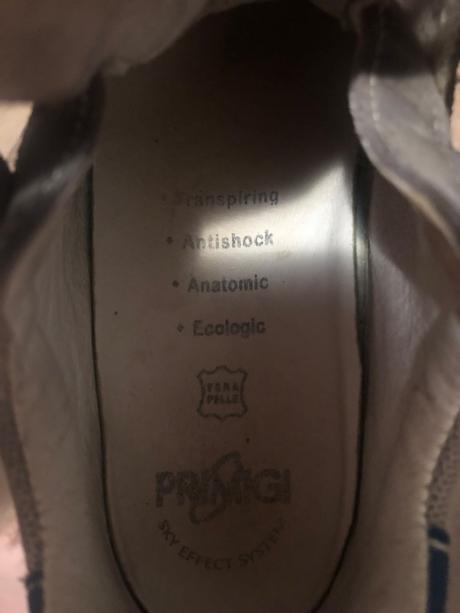 • Transpiring
• Antishock
• Anatomic
• Ecologic
VERA
PELLE
PRIMIGI
SKY EFFECT SYSTEM